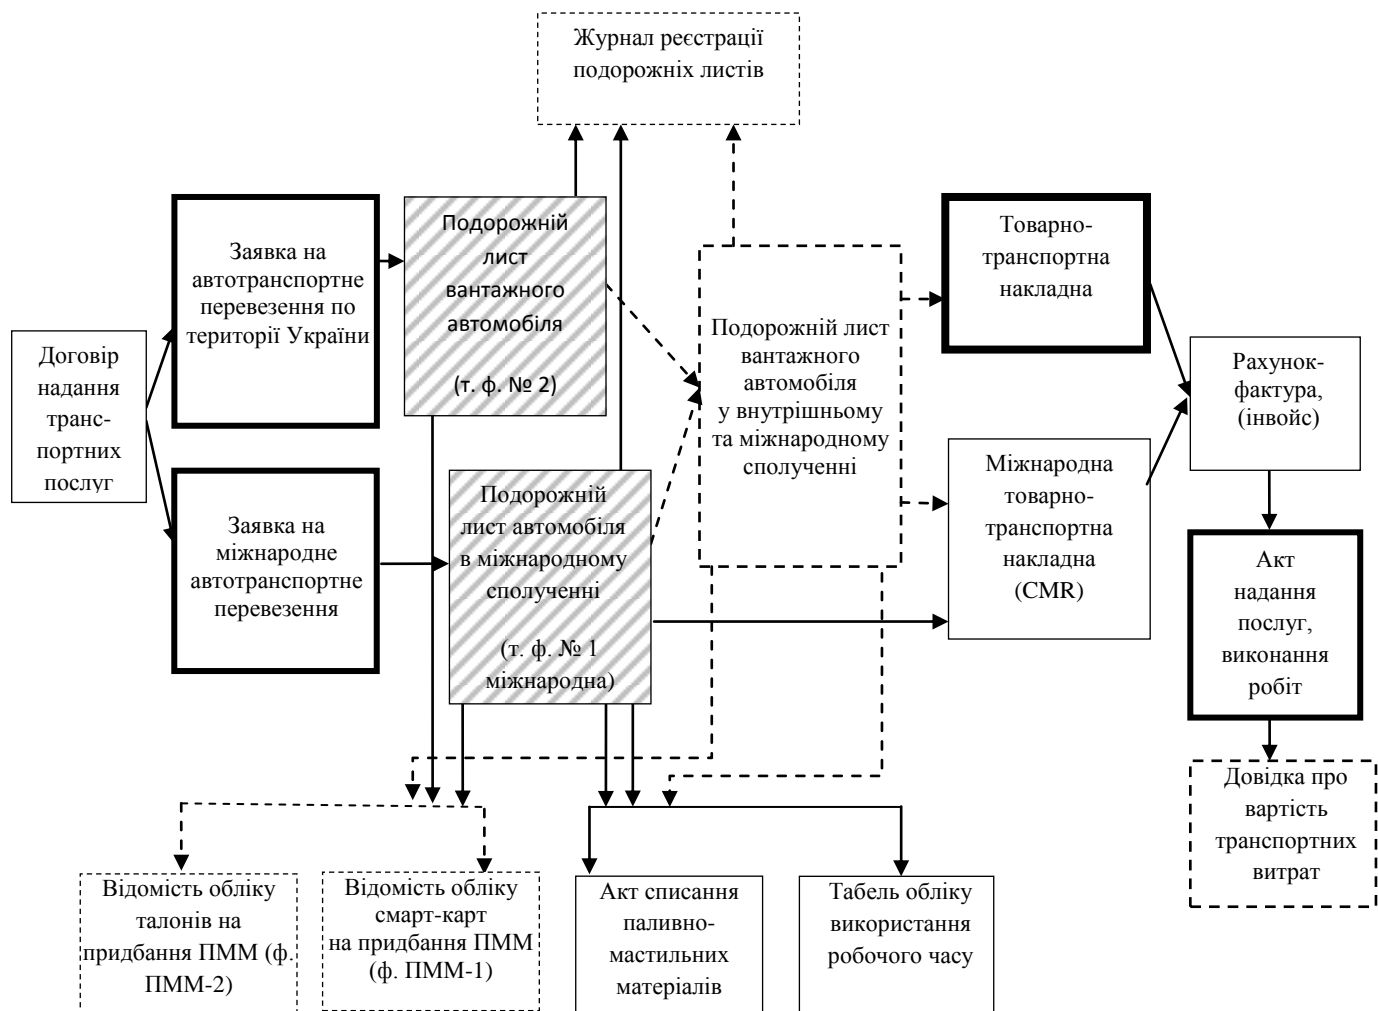 Журнал реєстрації
подорожніх листів
Заявка на
автотранспортне
перевезення по
території України
Подорожній
лист
вантажного
автомобіля
(т. ф. № 2)
Товарно-
транспортна
накладна
Договір
надання
транс-
портних
послуг
Подорожній лист
вантажного
автомобіля
у внутрішньому
та міжнародному
сполученні
Рахунок-
фактура,
(інвойс)
Заявка на
міжнародне
автотранспортне
перевезення
Подорожній
лист автомобіля
в міжнародному
сполученні
(т. ф. № 1
міжнародна)
Міжнародна
товарно-
транспортна
накладна
(CMR)
Акт
надання
послуг,
виконання
робіт
Довідка про
вартість
транспортних
витрат
Відомість обліку
талонів на
придбання ПММ (ф.
ПММ-2)
Відомість обліку
смарт-карт
на придбання ПММ
(ф. ПММ-1)
Акт списання
паливно-
мастильних
матеріалів
Табель обліку
використання
робочого часу